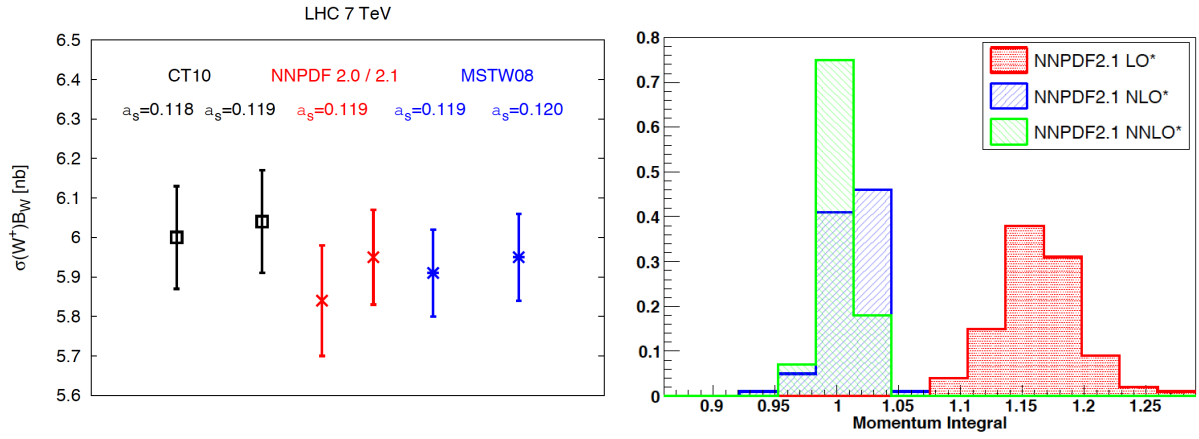 LHC 7 TeV
σ(W⁺)B_W [nb]
6.5
6.4
6.3
6.2
6.1
6
5.9
5.8
5.7
5.6
CT10 NNPDF 2.0 / 2.1 MSTW08
a_s=0.118 a_s=0.119 a_s=0.119 a_s=0.119 a_s=0.120
0.8
0.7
0.6
0.5
0.4
0.3
0.2
0.1
0
NNPDF2.1 LO*
NNPDF2.1 NLO*
NNPDF2.1 NNLO*
0.9 0.95 1 1.05 1.1 1.15 1.2 1.25
Momentum Integral